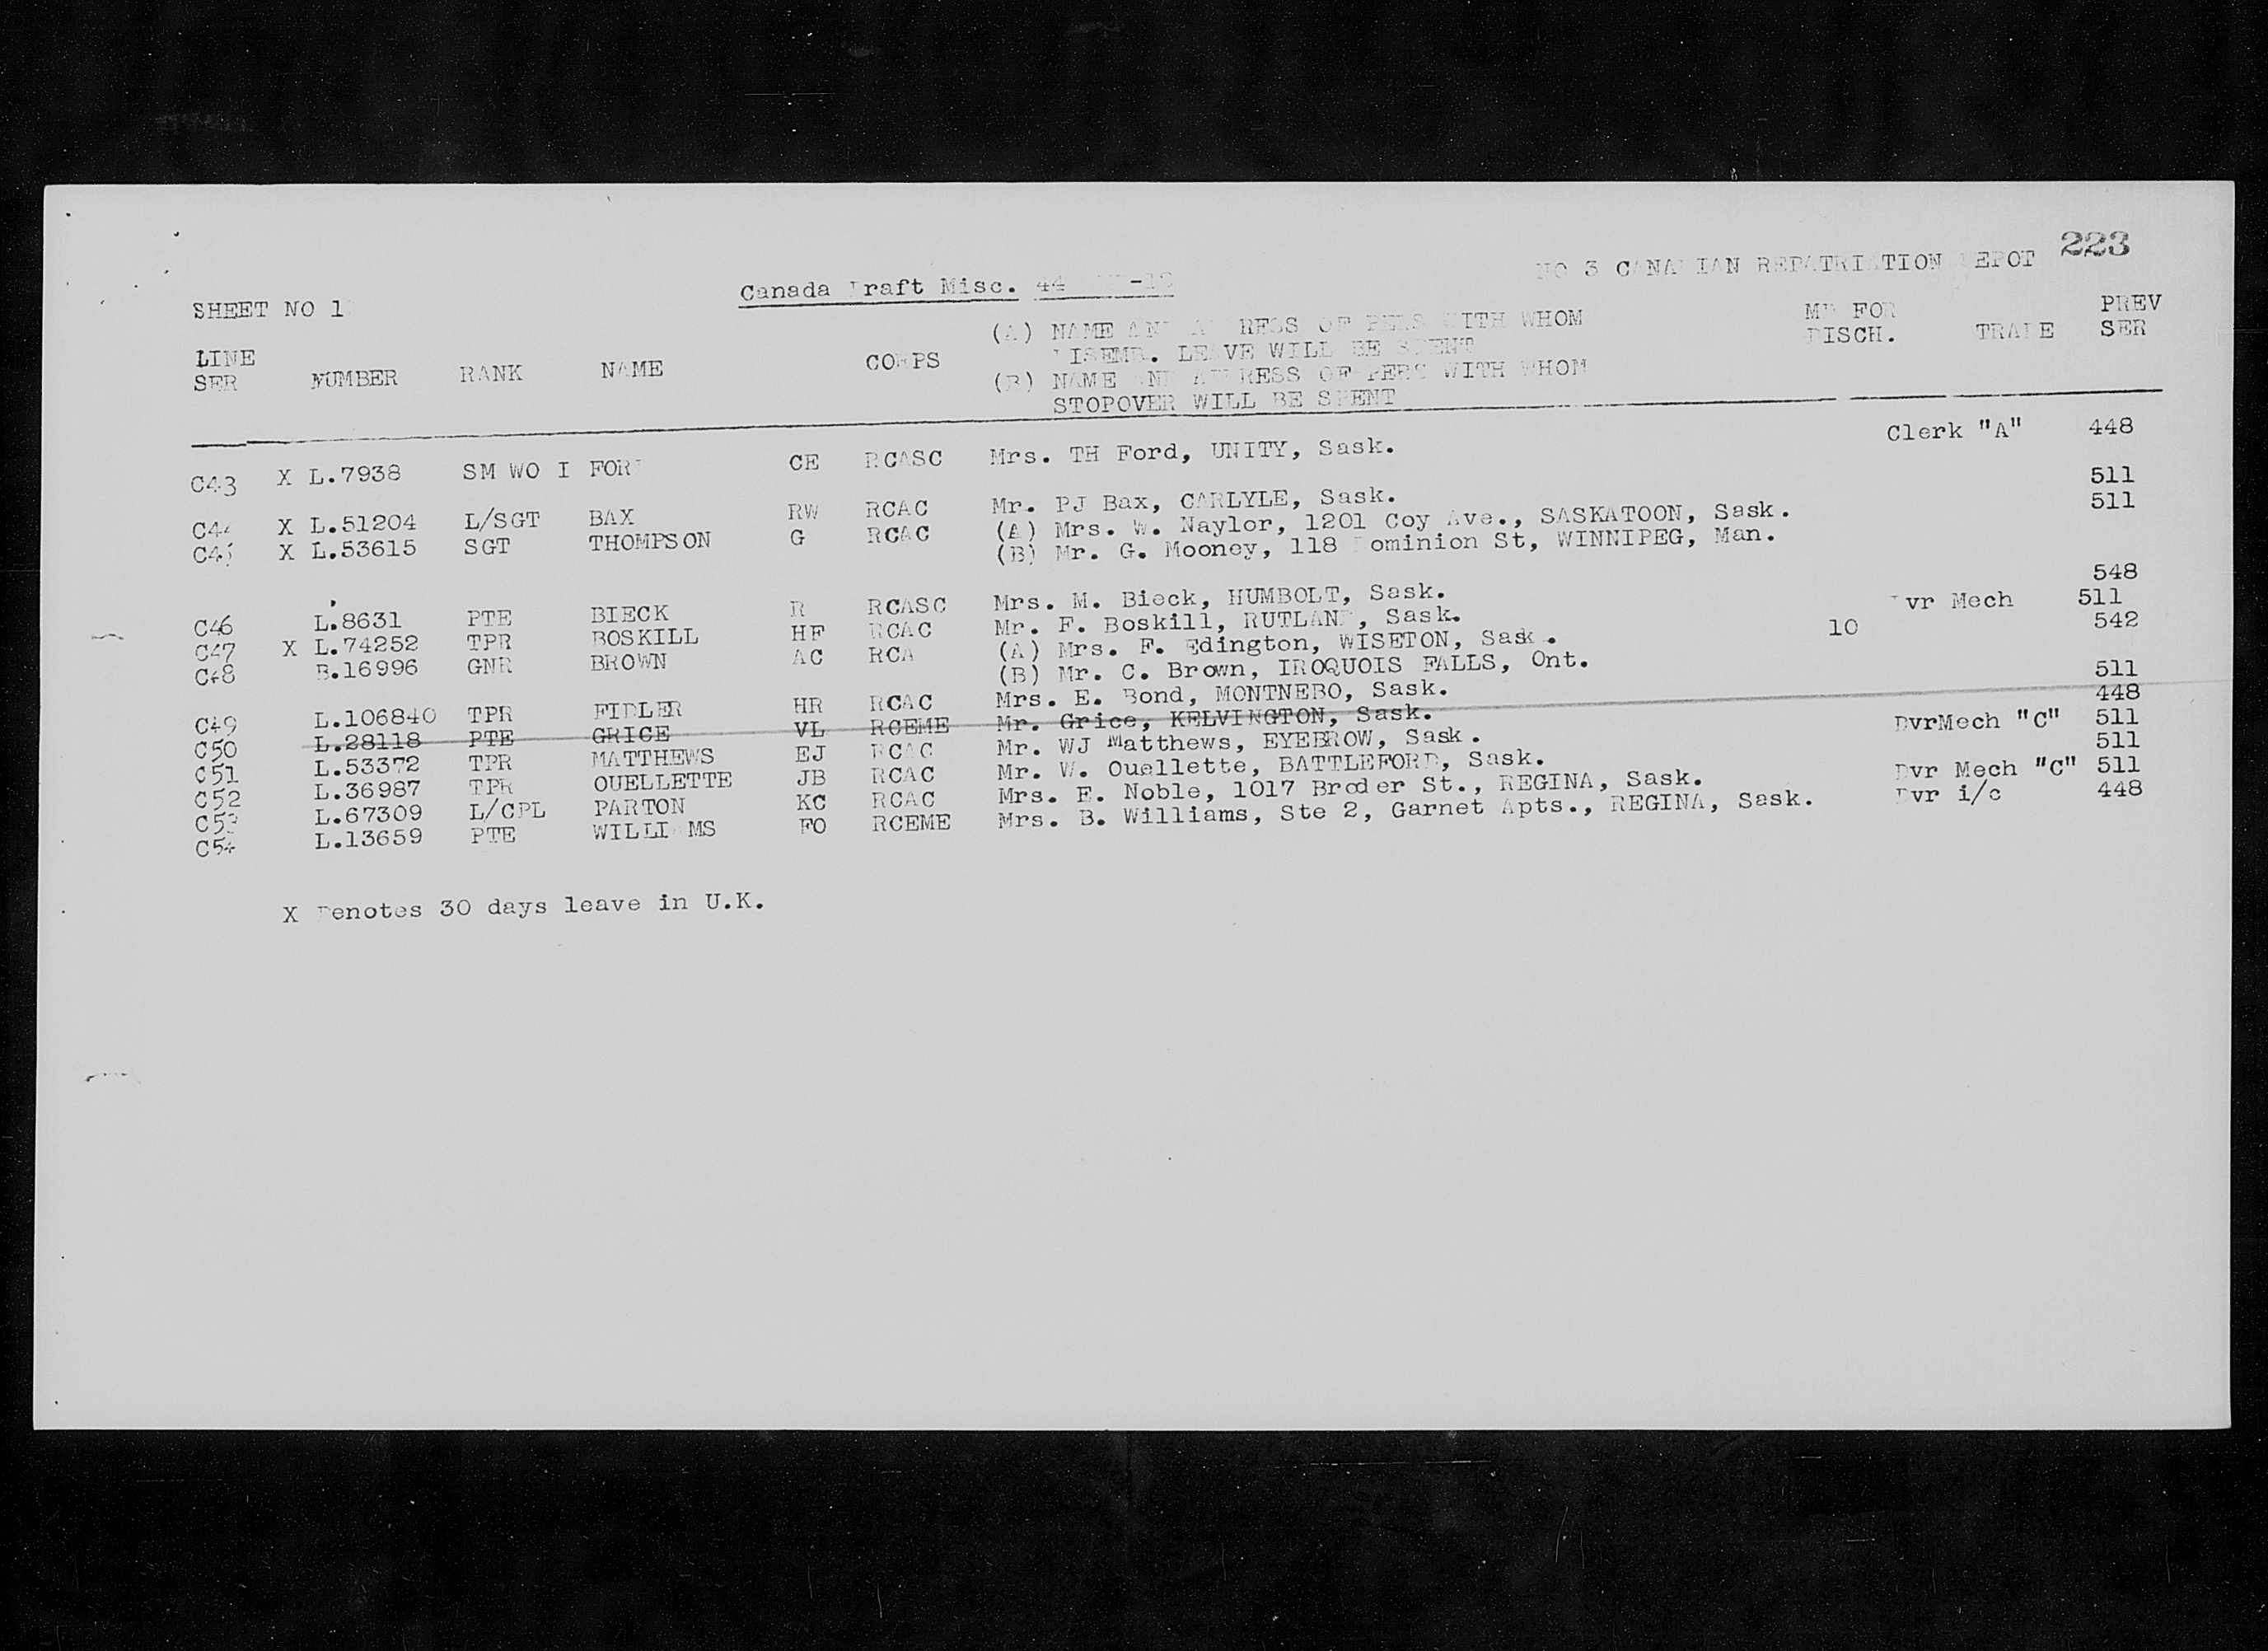 NO 3 CANADIAN REPATRIATION DEPOT 223
SHEET NO 1 Canada Draft Misc. 44
LINE SER NUMBER RANK NAME CORPS (A) NAME AND ADDRESS OF PERS WITH WHOM DISEMB. LEAVE WILL BE SPENT (B) NAME AND ADDRESS OF PERS WITH WHOM STOPOVER WILL BE SPENT MD FOR DISCH. TRADE PREV SER
C43 X L.7938 SM WO I FORD CE RCASC Mrs. TH Ford, UNITY, Sask. Clerk "A" 448
C44 X L.51204 L/SGT BAX RW RCAC Mr. PJ Bax, CARLYLE, Sask. 511
C45 X L.53615 SGT THOMPSON G RCAC (A) Mrs. W. Naylor, 1201 Coy Ave., SASKATOON, Sask. 511
(B) Mr. G. Mooney, 118 Dominion St, WINNIPEG, Man.
C46 L.8631 PTE BIECK R RCASC Mrs. M. Bieck, HUMBOLT, Sask. 548
C47 X L.74252 TPR BOSKILL HF RCAC Mr. F. Boskill, RUTLAND, Sask. Dvr Mech 511
C48 B.16996 GNR BROWN AC RCA (A) Mrs. F. Edington, WISETON, Sask. 10 542
(B) Mr. C. Brown, IROQUOIS FALLS, Ont.
C49 L.106840 TPR FIDLER HR RCAC Mrs. E. Bond, MONTNEBO, Sask. 511
C50 L.28118 PTE GRICE VL RCEME Mr. Grice, KELVINGTON, Sask. 448
C51 L.53372 TPR MATTHEWS EJ RCAC Mr. WJ Matthews, EYEBROW, Sask. DvrMech "C" 511
C52 L.36987 TPR OUELLETTE JB RCAC Mr. W. Ouellette, BATTLEFORD, Sask. 511
C53 L.67309 L/CPL PARTON KC RCAC Mrs. E. Noble, 1017 Broder St., REGINA, Sask. Dvr Mech "C" 511
C54 L.13659 PTE WILLIAMS FO RCEME Mrs. B. Williams, Ste 2, Garnet Apts., REGINA, Sask. Dvr i/c 448
X Denotes 30 days leave in U.K.